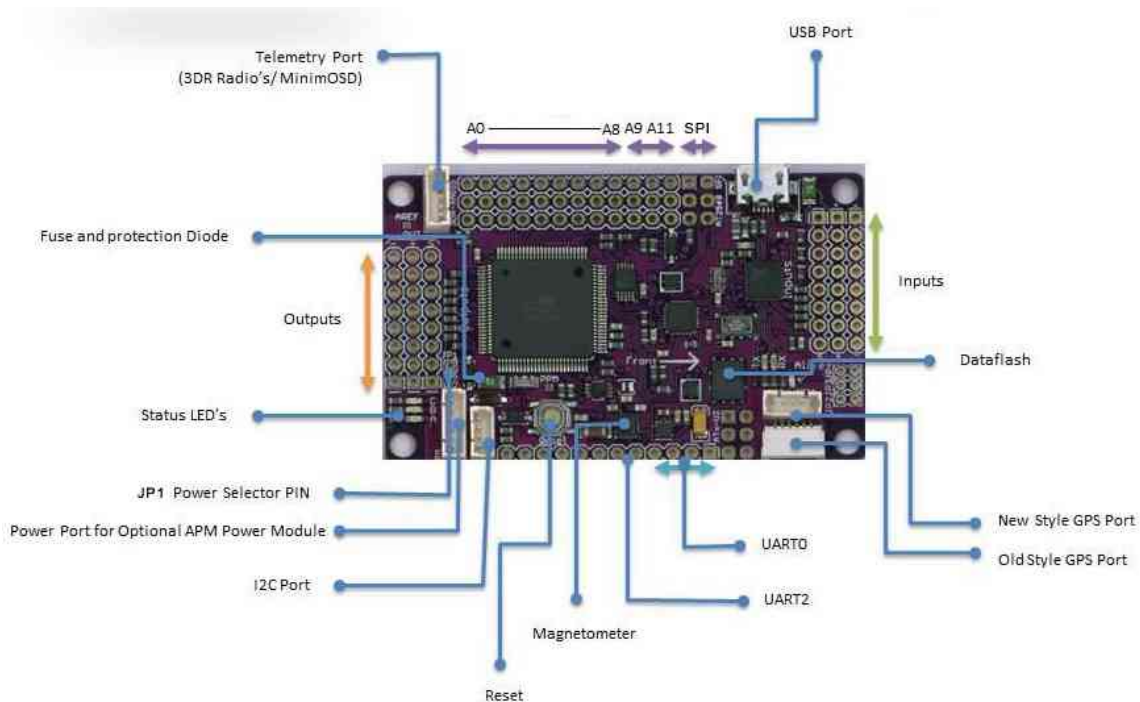 USB Port
Telemetry Port
(3DR Radio's/ MinimOSD)
A0
A8
A9
A11
SPI
Fuse and protection Diode
Outputs
Inputs
Front
Dataflash
Status LED's
JP1 Power Selector PIN
Power Port for Optional APM Power Module
I2C Port
New Style GPS Port
Old Style GPS Port
UART0
UART2
Magnetometer
Reset